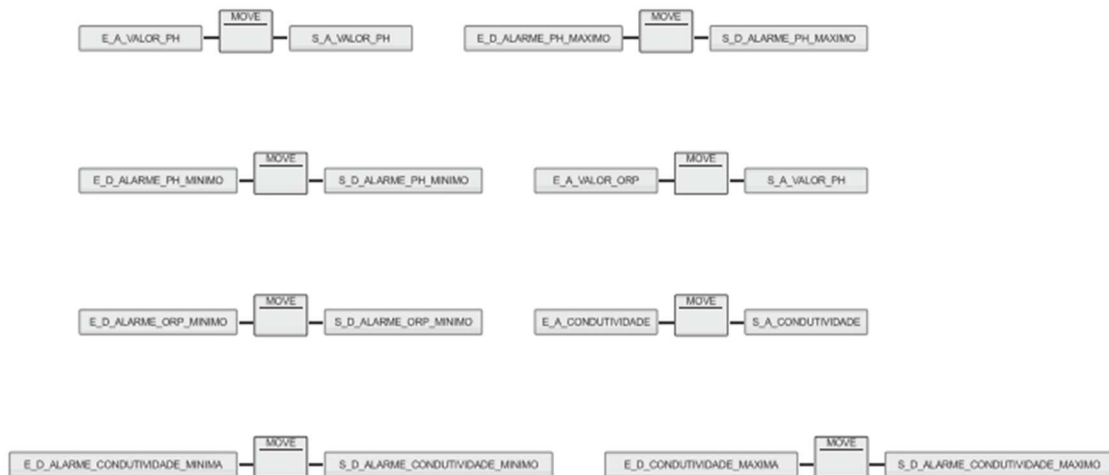 MOVE
E_A_VALOR_PH
S_A_VALOR_PH
MOVE
E_D_ALARME_PH_MAXIMO
S_D_ALARME_PH_MAXIMO
MOVE
E_D_ALARME_PH_MINIMO
S_D_ALARME_PH_MINIMO
MOVE
E_A_VALOR_ORP
S_A_VALOR_PH
MOVE
E_D_ALARME_ORP_MINIMO
S_D_ALARME_ORP_MINIMO
MOVE
E_A_CONDUTIVIDADE
S_A_CONDUTIVIDADE
MOVE
E_D_ALARME_CONDUTIVIDADE_MINIMA
S_D_ALARME_CONDUTIVIDADE_MINIMO
MOVE
E_D_CONDUTIVIDADE_MAXIMA
S_D_ALARME_CONDUTIVIDADE_MAXIMO